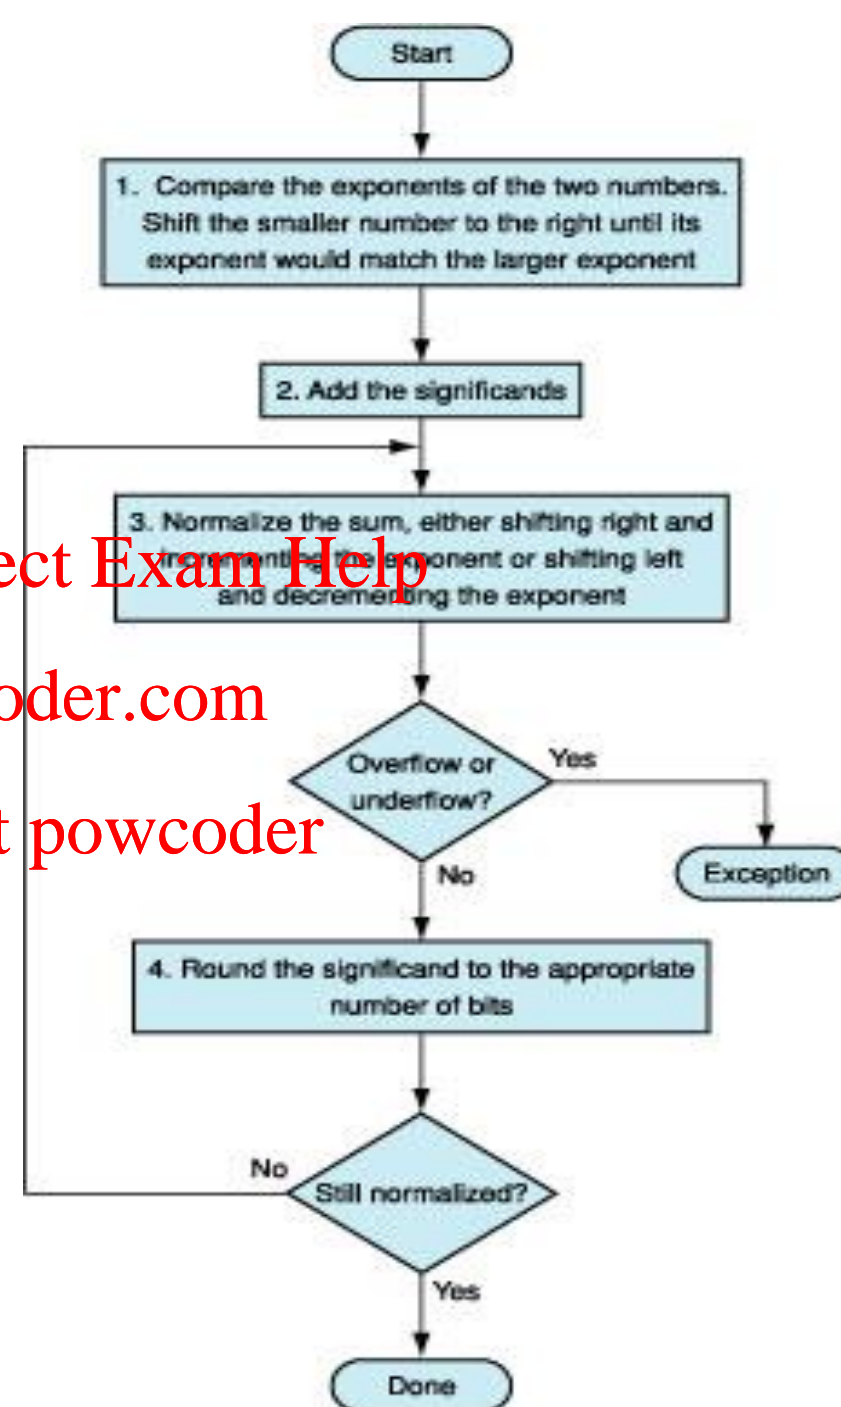 Start
1. Compare the exponents of the two numbers.
Shift the smaller number to the right until its
exponent would match the larger exponent
2. Add the significands
3. Normalize the sum, either shifting right and
incrementing the exponent or shifting left
and decrementing the exponent
ect Exam Help
oder.com
Overflow or
underflow?
Yes
t powcoder
No
Exception
4. Round the significand to the appropriate
number of bits
No
Still normalized?
Yes
Done